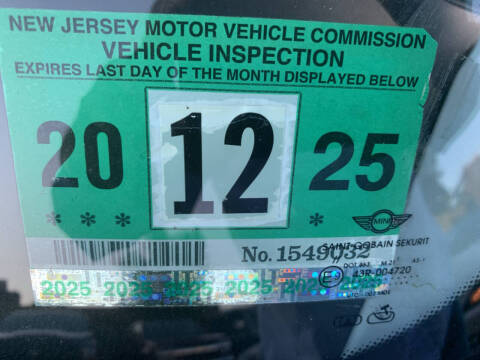 NEW JERSEY MOTOR VEHICLE COMMISSION
VEHICLE INSPECTION
EXPIRES LAST DAY OF THE MONTH DISPLAYED BELOW
20 12 25
* * * *
MINI
No. 1549032
SAINT-GOBAIN SEKURIT
43R-004720
2025 2025 2025 2025 2025 2025